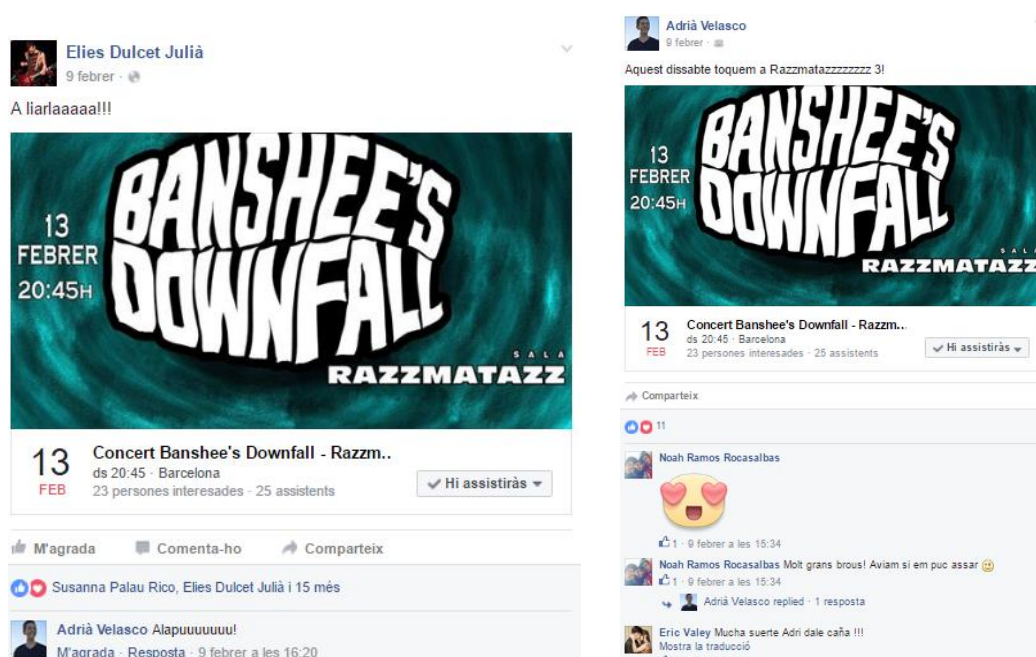 Elies Dulcet Julià
9 febrer ·
A liarlaaaaa!!!
13
FEBRER
20:45H
BANSHEE'S
DOWNFALL
SALA
RAZZMATAZZ
13
FEB
Concert Banshee's Downfall - Razzm..
ds 20:45 · Barcelona
23 persones interesades · 25 assistents
Hi assistiràs
M'agrada Comenta-ho Comparteix
Susanna Palau Rico, Elies Dulcet Julià i 15 més
Adrià Velasco Alapuuuuuuu!
M'agrada · Resposta · 9 febrer a les 16:20
Adrià Velasco
9 febrer ·
Aquest dissabte toquem a Razzmatazzzzzzzz 3!
13
FEBRER
20:45H
BANSHEE'S
DOWNFALL
SALA
RAZZMATAZZ
13
FEB
Concert Banshee's Downfall - Razzm...
ds 20:45 · Barcelona
23 persones interesades · 25 assistents
Hi assistiràs
Comparteix
11
Noah Ramos Rocasalbas
1 · 9 febrer a les 15:34
Noah Ramos Rocasalbas Molt grans brous! Aviam si em puc assar
1 · 9 febrer a les 15:34
Adrià Velasco replied · 1 resposta
Eric Valey Mucha suerte Adri dale caña !!!
Mostra la traducció